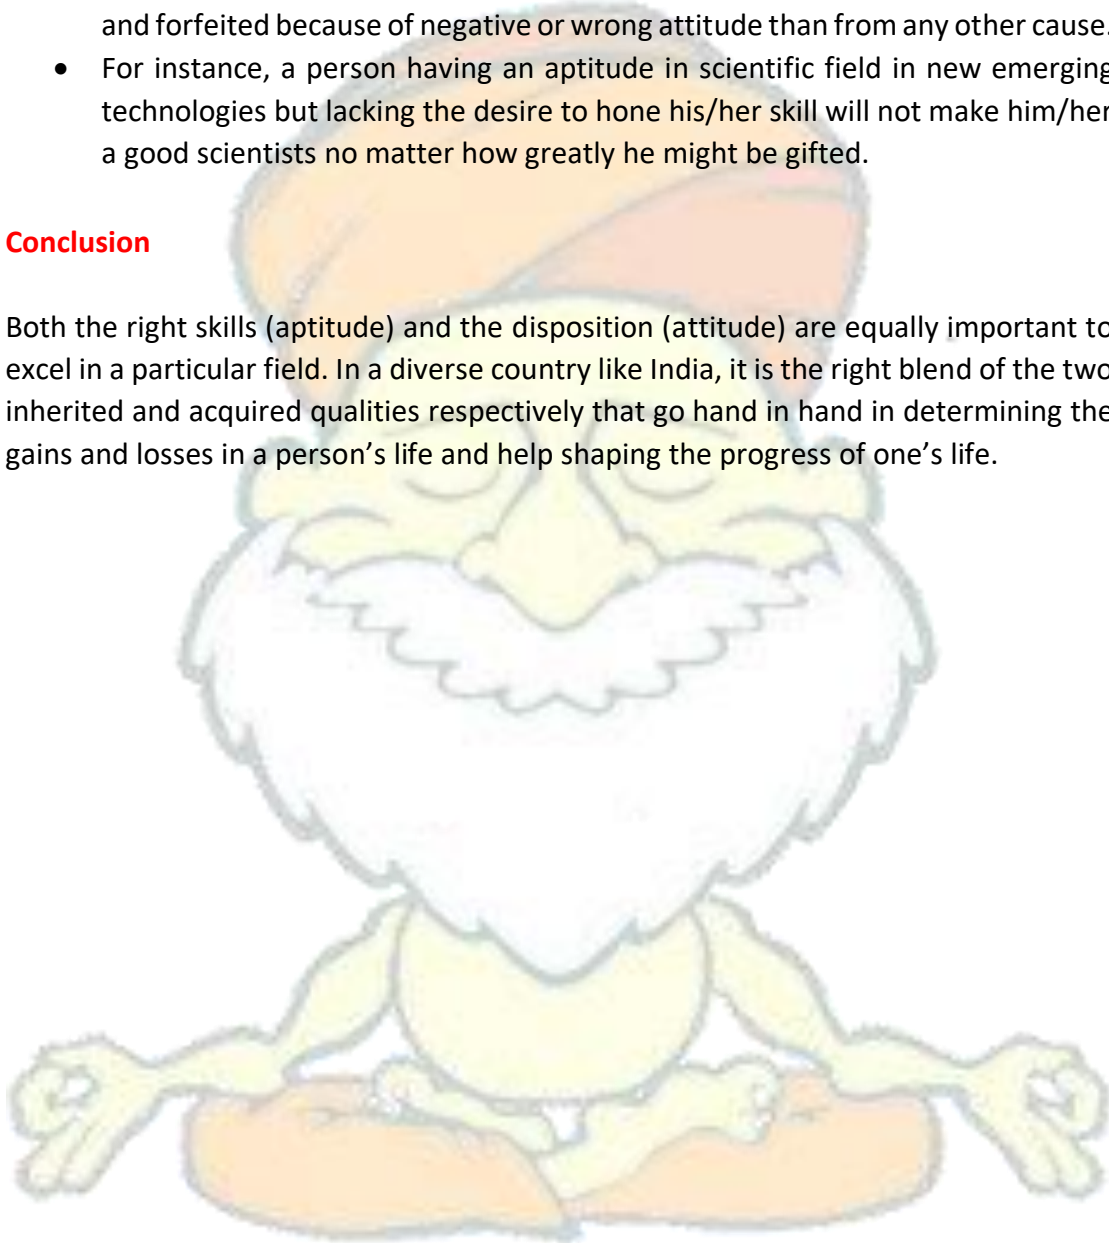 and forfeited because of negative or wrong attitude than from any other cause.
• For instance, a person having an aptitude in scientific field in new emerging
technologies but lacking the desire to hone his/her skill will not make him/her
a good scientists no matter how greatly he might be gifted.
Conclusion
Both the right skills (aptitude) and the disposition (attitude) are equally important to
excel in a particular field. In a diverse country like India, it is the right blend of the two
inherited and acquired qualities respectively that go hand in hand in determining the
gains and losses in a person’s life and help shaping the progress of one’s life.